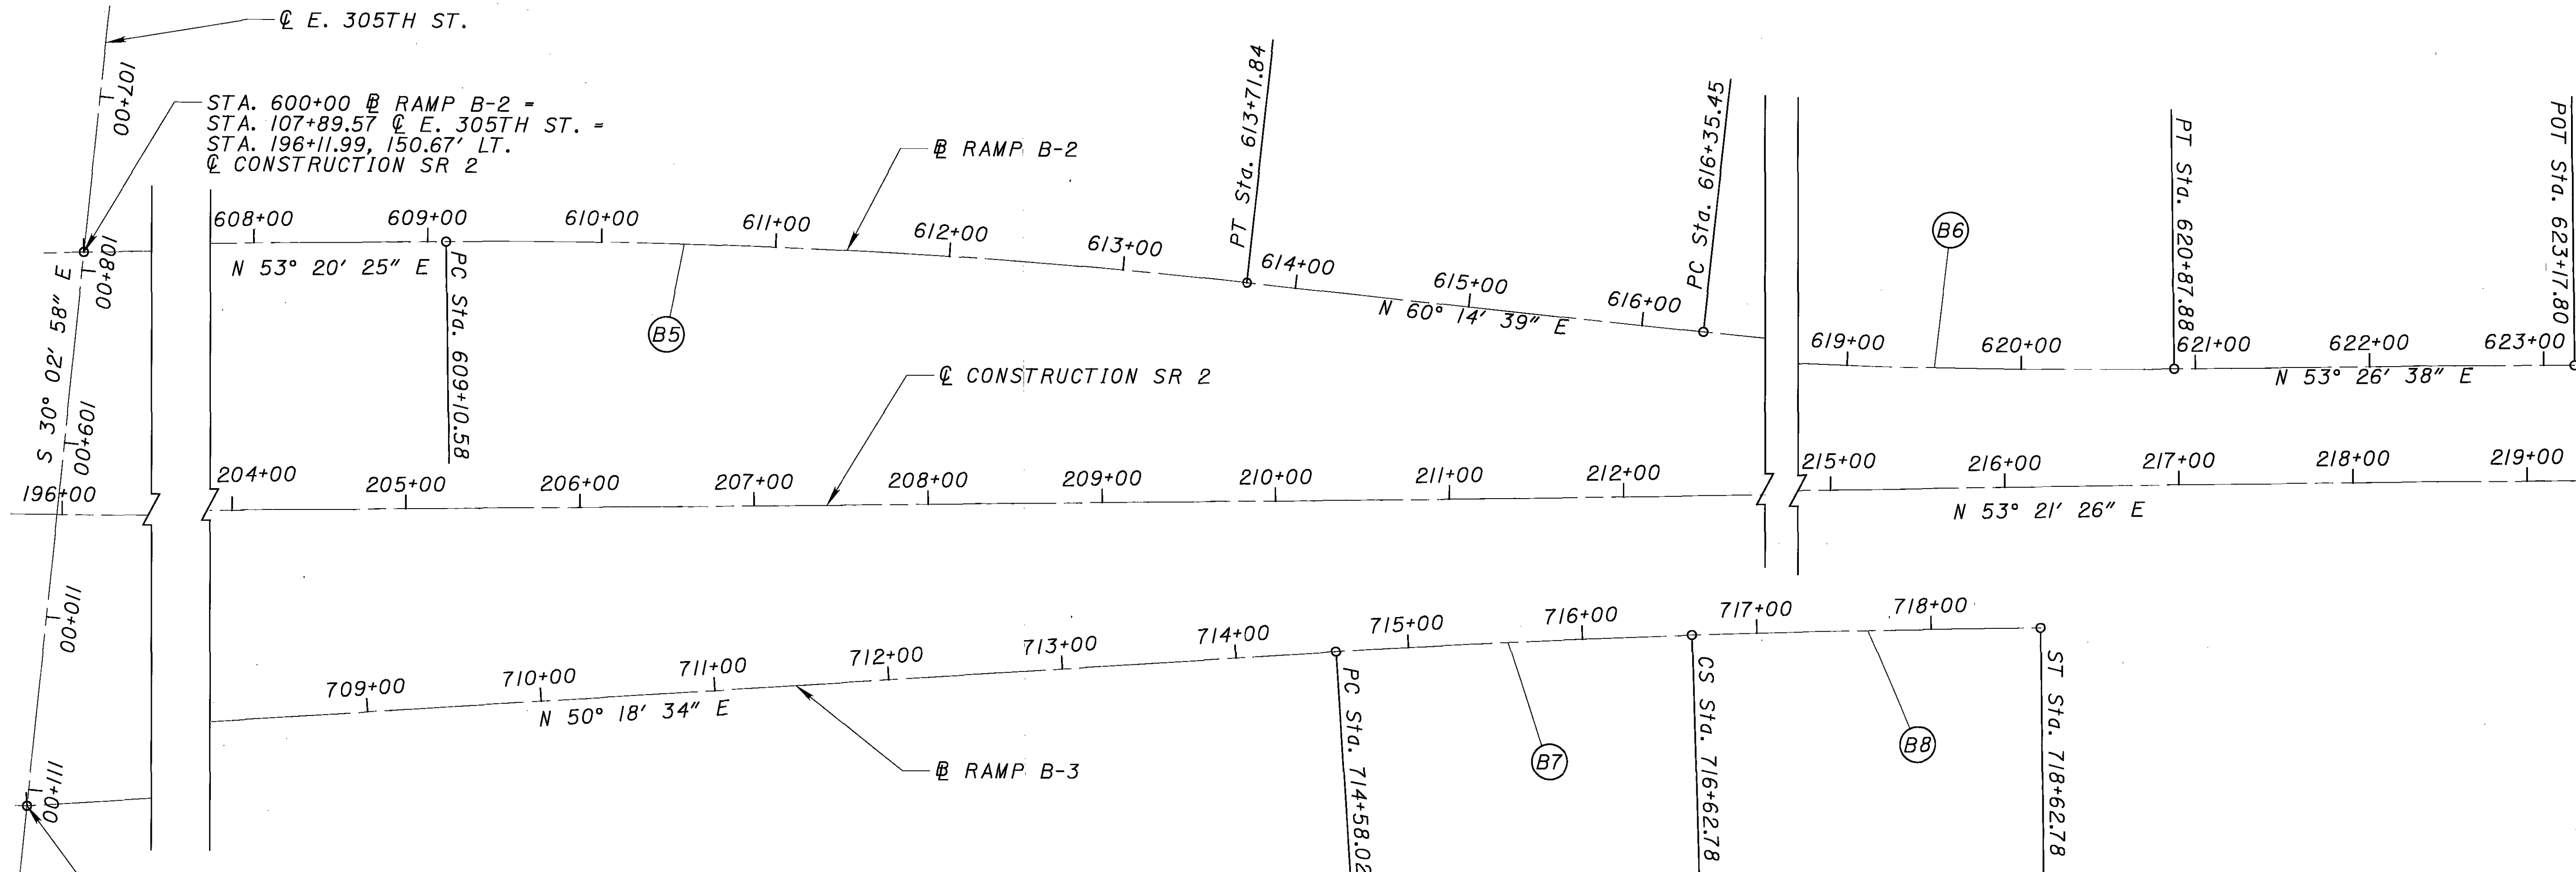 ℄ E. 305TH ST.
107+00
STA. 600+00 ⅊ RAMP B-2 =
STA. 107+89.57 ℄ E. 305TH ST. =
STA. 196+11.99, 150.67' LT.
℄ CONSTRUCTION SR 2
108+00
S 30° 02' 58" E
109+00
196+00
110+00
111+00
608+00
609+00
610+00
611+00
612+00
613+00
614+00
615+00
616+00
N 53° 20' 25" E
PC Sta. 609+10.58
B5
⅊ RAMP B-2
PT Sta. 613+71.84
N 60° 14' 39" E
PC Sta. 616+35.45
619+00
620+00
621+00
622+00
623+00
B6
PT Sta. 620+87.88
N 53° 26' 38" E
POT Sta. 623+17.80
℄ CONSTRUCTION SR 2
204+00
205+00
206+00
207+00
208+00
209+00
210+00
211+00
212+00
215+00
216+00
217+00
218+00
219+00
N 53° 21' 26" E
709+00
710+00
711+00
712+00
713+00
714+00
715+00
716+00
717+00
718+00
N 50° 18' 34" E
⅊ RAMP B-3
PC Sta. 714+58.02
B7
CS Sta. 716+62.78
B8
ST Sta. 718+62.78